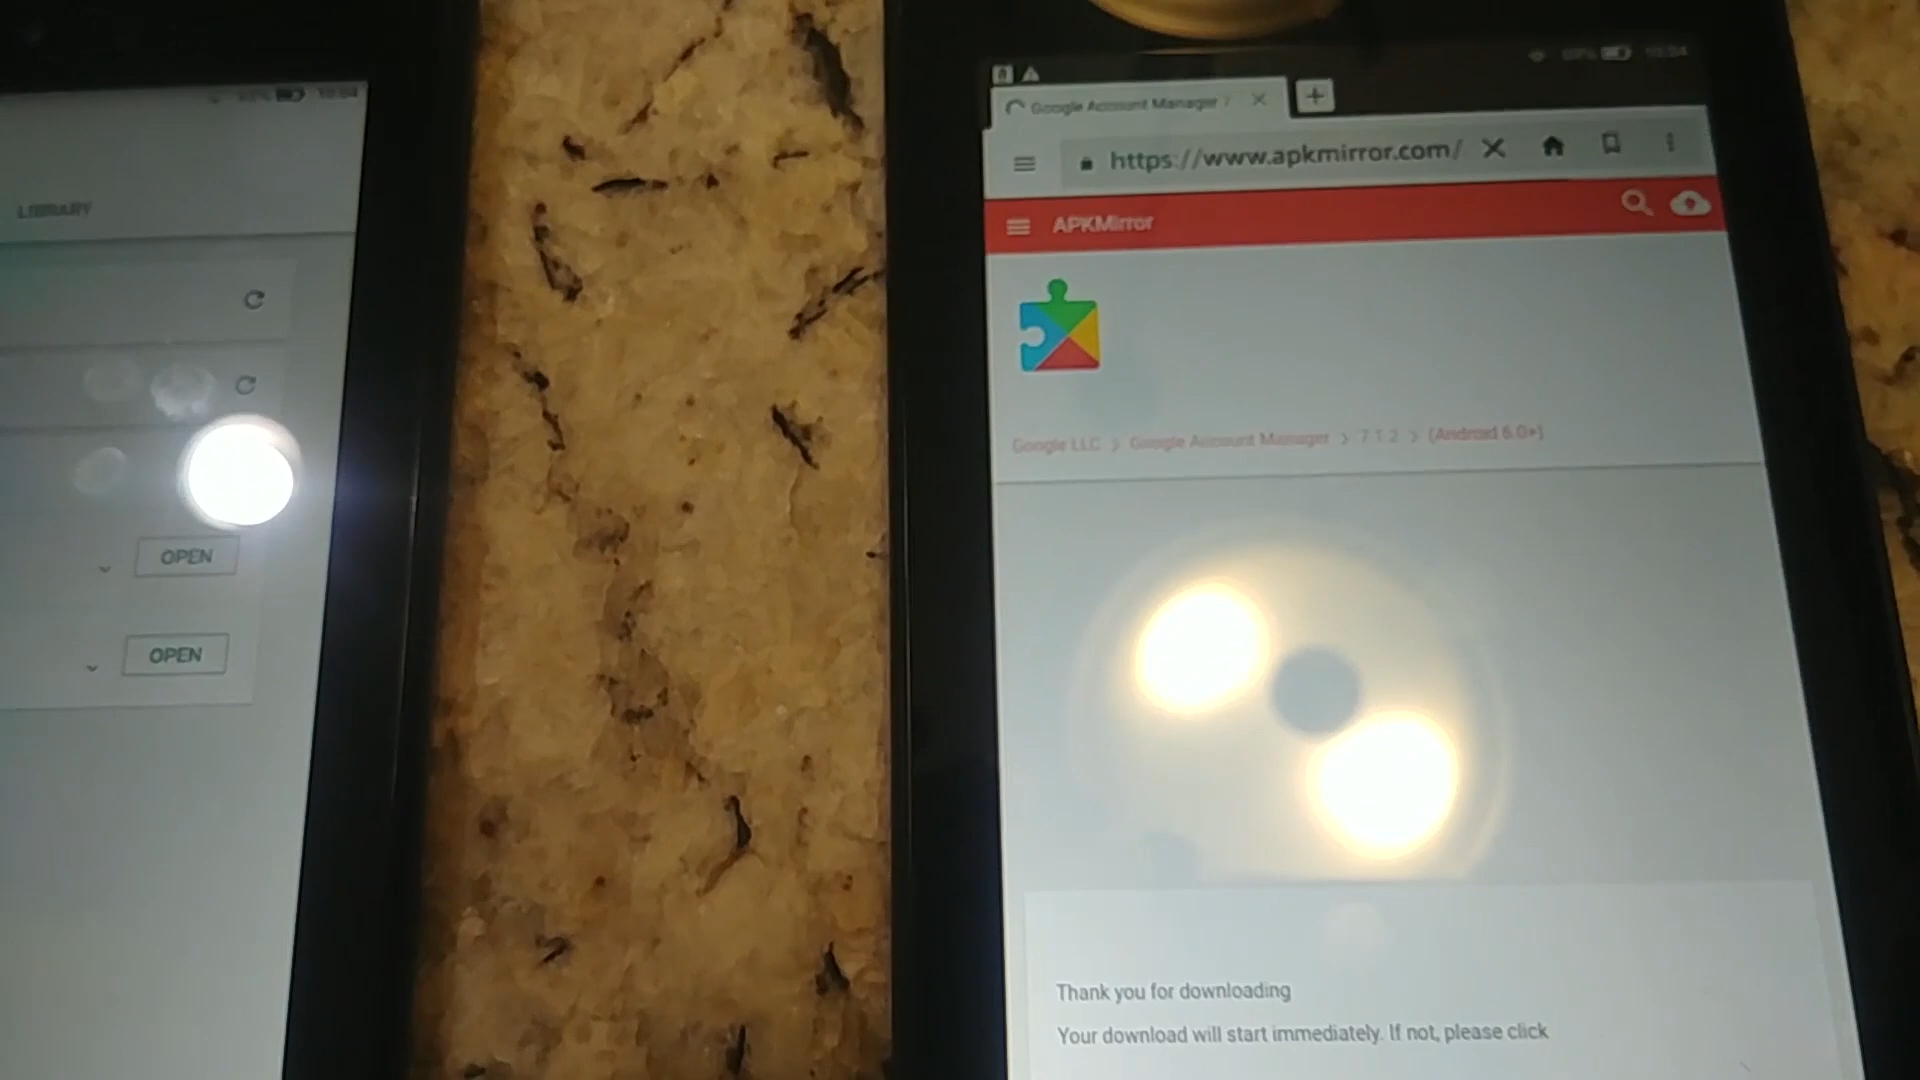 LIBRARY
OPEN
OPEN
Google Account Manager 7
https://www.apkmirror.com/
APKMirror
Google LLC > Google Account Manager > 7.1.2 > (Android 6.0+)
Thank you for downloading
Your download will start immediately. If not, please click